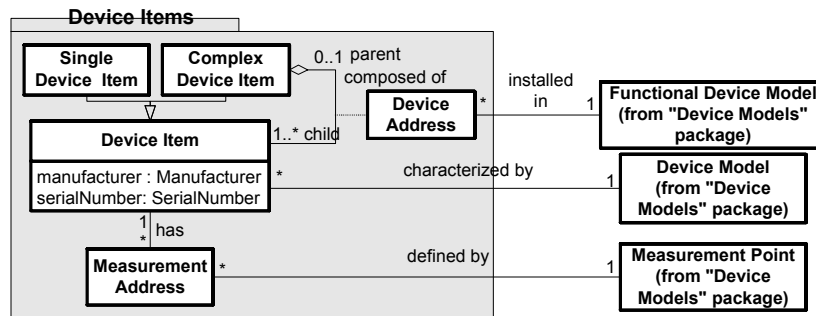 Device Items
Single
Device Item
Complex
Device Item
0..1 parent
composed of
Device
Address
*
installed
in
1
Functional Device Model
(from "Device Models"
package)
Device Item
1..* child
manufacturer : Manufacturer
serialNumber: SerialNumber
*
characterized by
1
Device Model
(from "Device
Models" package)
1
has
*
Measurement
Address
*
defined by
1
Measurement Point
(from "Device
Models" package)